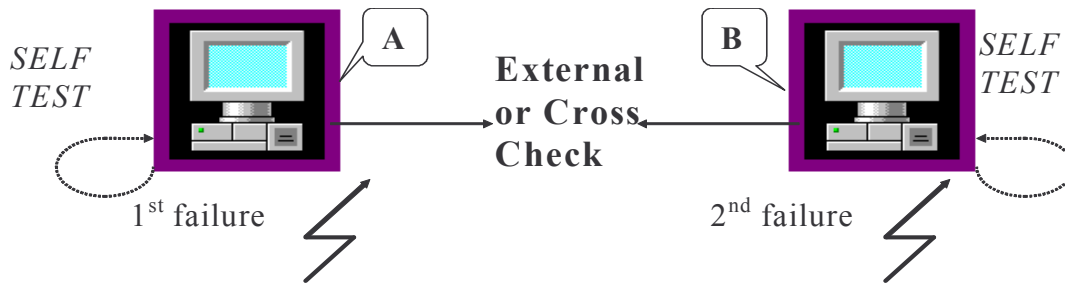 SELF
TEST
A
External
or Cross
Check
B
SELF
TEST
1st failure
2nd failure